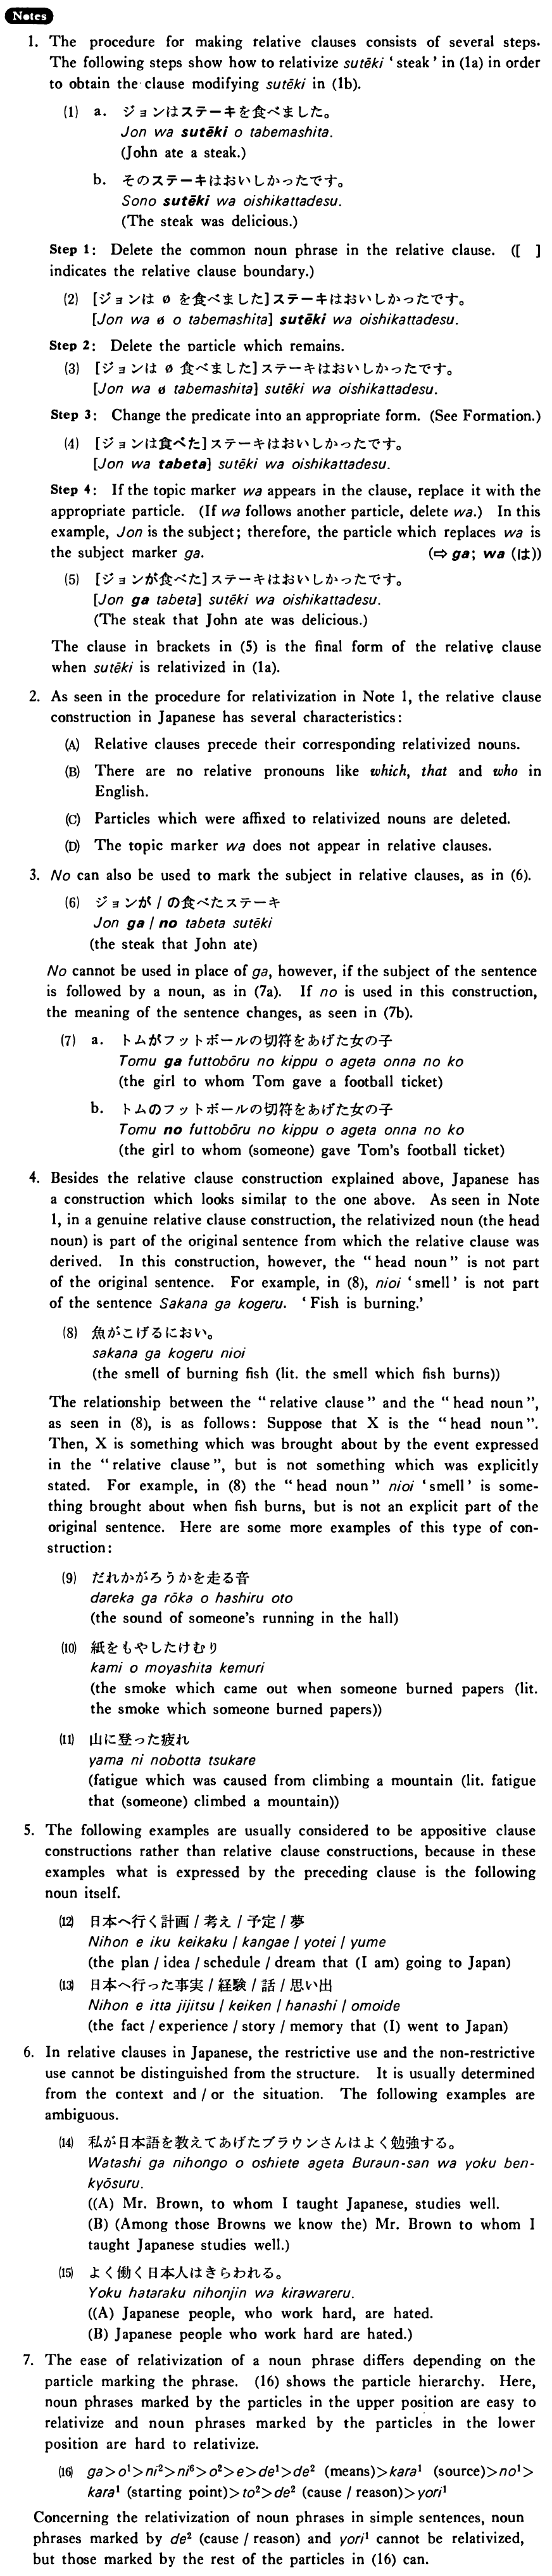 Notes
1. The procedure for making relative clauses consists of several steps.
The following steps show how to relativize sutēki ‘steak’ in (1a) in order
to obtain the clause modifying sutēki in (1b).
(1) a. ジョンはステーキを食べました。
Jon wa sutēki o tabemashita.
(John ate a steak.)
b. そのステーキはおいしかったです。
Sono sutēki wa oishikattadesu.
(The steak was delicious.)
Step 1: Delete the common noun phrase in the relative clause. ([ ]
indicates the relative clause boundary.)
(2) [ジョンは ø を食べました]ステーキはおいしかったです。
[Jon wa ø o tabemashita] sutēki wa oishikattadesu.
Step 2: Delete the particle which remains.
(3) [ジョンは ø 食べました]ステーキはおいしかったです。
[Jon wa ø tabemashita] sutēki wa oishikattadesu.
Step 3: Change the predicate into an appropriate form. (See Formation.)
(4) [ジョンは食べた]ステーキはおいしかったです。
[Jon wa tabeta] sutēki wa oishikattadesu.
Step 4: If the topic marker wa appears in the clause, replace it with the
appropriate particle. (If wa follows another particle, delete wa.) In this
example, Jon is the subject; therefore, the particle which replaces wa is
the subject marker ga. (⇨ ga; wa (は))
(5) [ジョンが食べた]ステーキはおいしかったです。
[Jon ga tabeta] sutēki wa oishikattadesu.
(The steak that John ate was delicious.)
The clause in brackets in (5) is the final form of the relative clause
when sutēki is relativized in (1a).
2. As seen in the procedure for relativization in Note 1, the relative clause
construction in Japanese has several characteristics:
(A) Relative clauses precede their corresponding relativized nouns.
(B) There are no relative pronouns like which, that and who in
English.
(C) Particles which were affixed to relativized nouns are deleted.
(D) The topic marker wa does not appear in relative clauses.
3. No can also be used to mark the subject in relative clauses, as in (6).
(6) ジョンが / の食べたステーキ
Jon ga / no tabeta sutēki
(the steak that John ate)
No cannot be used in place of ga, however, if the subject of the sentence
is followed by a noun, as in (7a). If no is used in this construction,
the meaning of the sentence changes, as seen in (7b).
(7) a. トムがフットボールの切符をあげた女の子
Tomu ga futtobōru no kippu o ageta onna no ko
(the girl to whom Tom gave a football ticket)
b. トムのフットボールの切符をあげた女の子
Tomu no futtobōru no kippu o ageta onna no ko
(the girl to whom (someone) gave Tom's football ticket)
4. Besides the relative clause construction explained above, Japanese has
a construction which looks similar to the one above. As seen in Note
1, in a genuine relative clause construction, the relativized noun (the head
noun) is part of the original sentence from which the relative clause was
derived. In this construction, however, the “head noun” is not part
of the original sentence. For example, in (8), nioi ‘smell’ is not part
of the sentence Sakana ga kogeru. ‘Fish is burning.’
(8) 魚がこげるにおい。
sakana ga kogeru nioi
(the smell of burning fish (lit. the smell which fish burns))
The relationship between the “relative clause” and the “head noun”,
as seen in (8), is as follows: Suppose that X is the “head noun”.
Then, X is something which was brought about by the event expressed
in the “relative clause”, but is not something which was explicitly
stated. For example, in (8) the “head noun” nioi ‘smell’ is some-
thing brought about when fish burns, but is not an explicit part of the
original sentence. Here are some more examples of this type of con-
struction:
(9) だれかがろうかを走る音
dareka ga rōka o hashiru oto
(the sound of someone's running in the hall)
(10) 紙をもやしたけむり
kami o moyashita kemuri
(the smoke which came out when someone burned papers (lit.
the smoke which someone burned papers))
(11) 山に登った疲れ
yama ni nobotta tsukare
(fatigue which was caused from climbing a mountain (lit. fatigue
that (someone) climbed a mountain))
5. The following examples are usually considered to be appositive clause
constructions rather than relative clause constructions, because in these
examples what is expressed by the preceding clause is the following
noun itself.
(12) 日本へ行く計画 / 考え / 予定 / 夢
Nihon e iku keikaku / kangae / yotei / yume
(the plan / idea / schedule / dream that (I am) going to Japan)
(13) 日本へ行った事実 / 経験 / 話 / 思い出
Nihon e itta jijitsu / keiken / hanashi / omoide
(the fact / experience / story / memory that (I) went to Japan)
6. In relative clauses in Japanese, the restrictive use and the non-restrictive
use cannot be distinguished from the structure. It is usually determined
from the context and / or the situation. The following examples are
ambiguous.
(14) 私が日本語を教えてあげたブラウンさんはよく勉強する。
Watashi ga nihongo o oshiete ageta Buraun-san wa yoku ben-
kyōsuru.
((A) Mr. Brown, to whom I taught Japanese, studies well.
(B) (Among those Browns we know the) Mr. Brown to whom I
taught Japanese studies well.)
(15) よく働く日本人はきらわれる。
Yoku hataraku nihonjin wa kirawareru.
((A) Japanese people, who work hard, are hated.
(B) Japanese people who work hard are hated.)
7. The ease of relativization of a noun phrase differs depending on the
particle marking the phrase. (16) shows the particle hierarchy. Here,
noun phrases marked by the particles in the upper position are easy to
relativize and noun phrases marked by the particles in the lower
position are hard to relativize.
(16) ga>o¹>ni²>ni⁶>o²>e>de¹>de² (means)>kara¹ (source)>no¹>
kara¹ (starting point)>to²>de² (cause / reason)>yori¹
Concerning the relativization of noun phrases in simple sentences, noun
phrases marked by de² (cause / reason) and yori¹ cannot be relativized,
but those marked by the rest of the particles in (16) can.